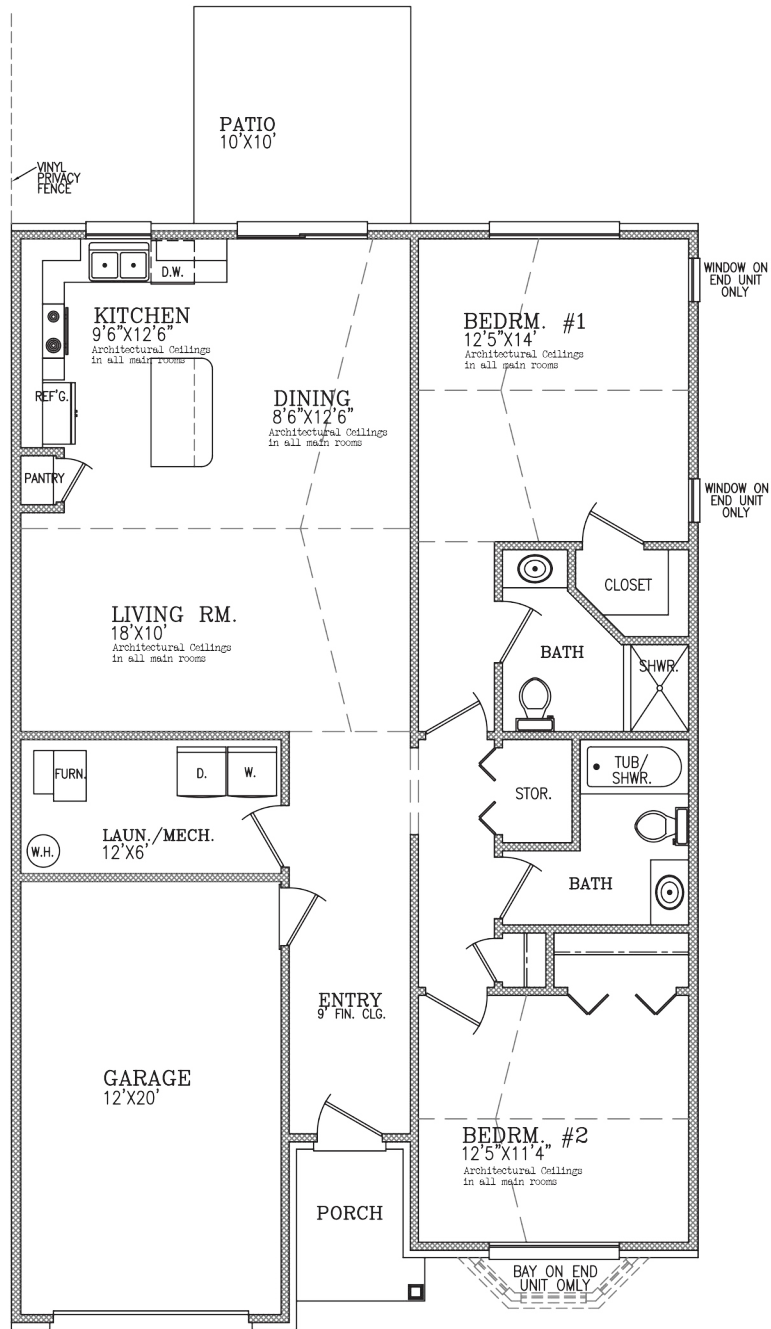 PATIO
10'X10'
VINYL
PRIVACY
FENCE
D.W.
KITCHEN
9'6"X12'6"
Architectural Ceilings
in all main rooms
REF'G.
PANTRY
DINING
8'6"X12'6"
Architectural Ceilings
in all main rooms
BEDRM. #1
12'5"X14'
Architectural Ceilings
in all main rooms
WINDOW ON
END UNIT
ONLY
WINDOW ON
END UNIT
ONLY
CLOSET
LIVING RM.
18'X10'
Architectural Ceilings
in all main rooms
BATH
SHWR.
FURN.
D.
W.
STOR.
TUB/
SHWR.
W.H.
LAUN./MECH.
12'X6'
BATH
ENTRY
9' FIN. CLG.
GARAGE
12'X20'
BEDRM. #2
12'5"X11'4"
Architectural Ceilings
in all main rooms
PORCH
BAY ON END
UNIT OMLY